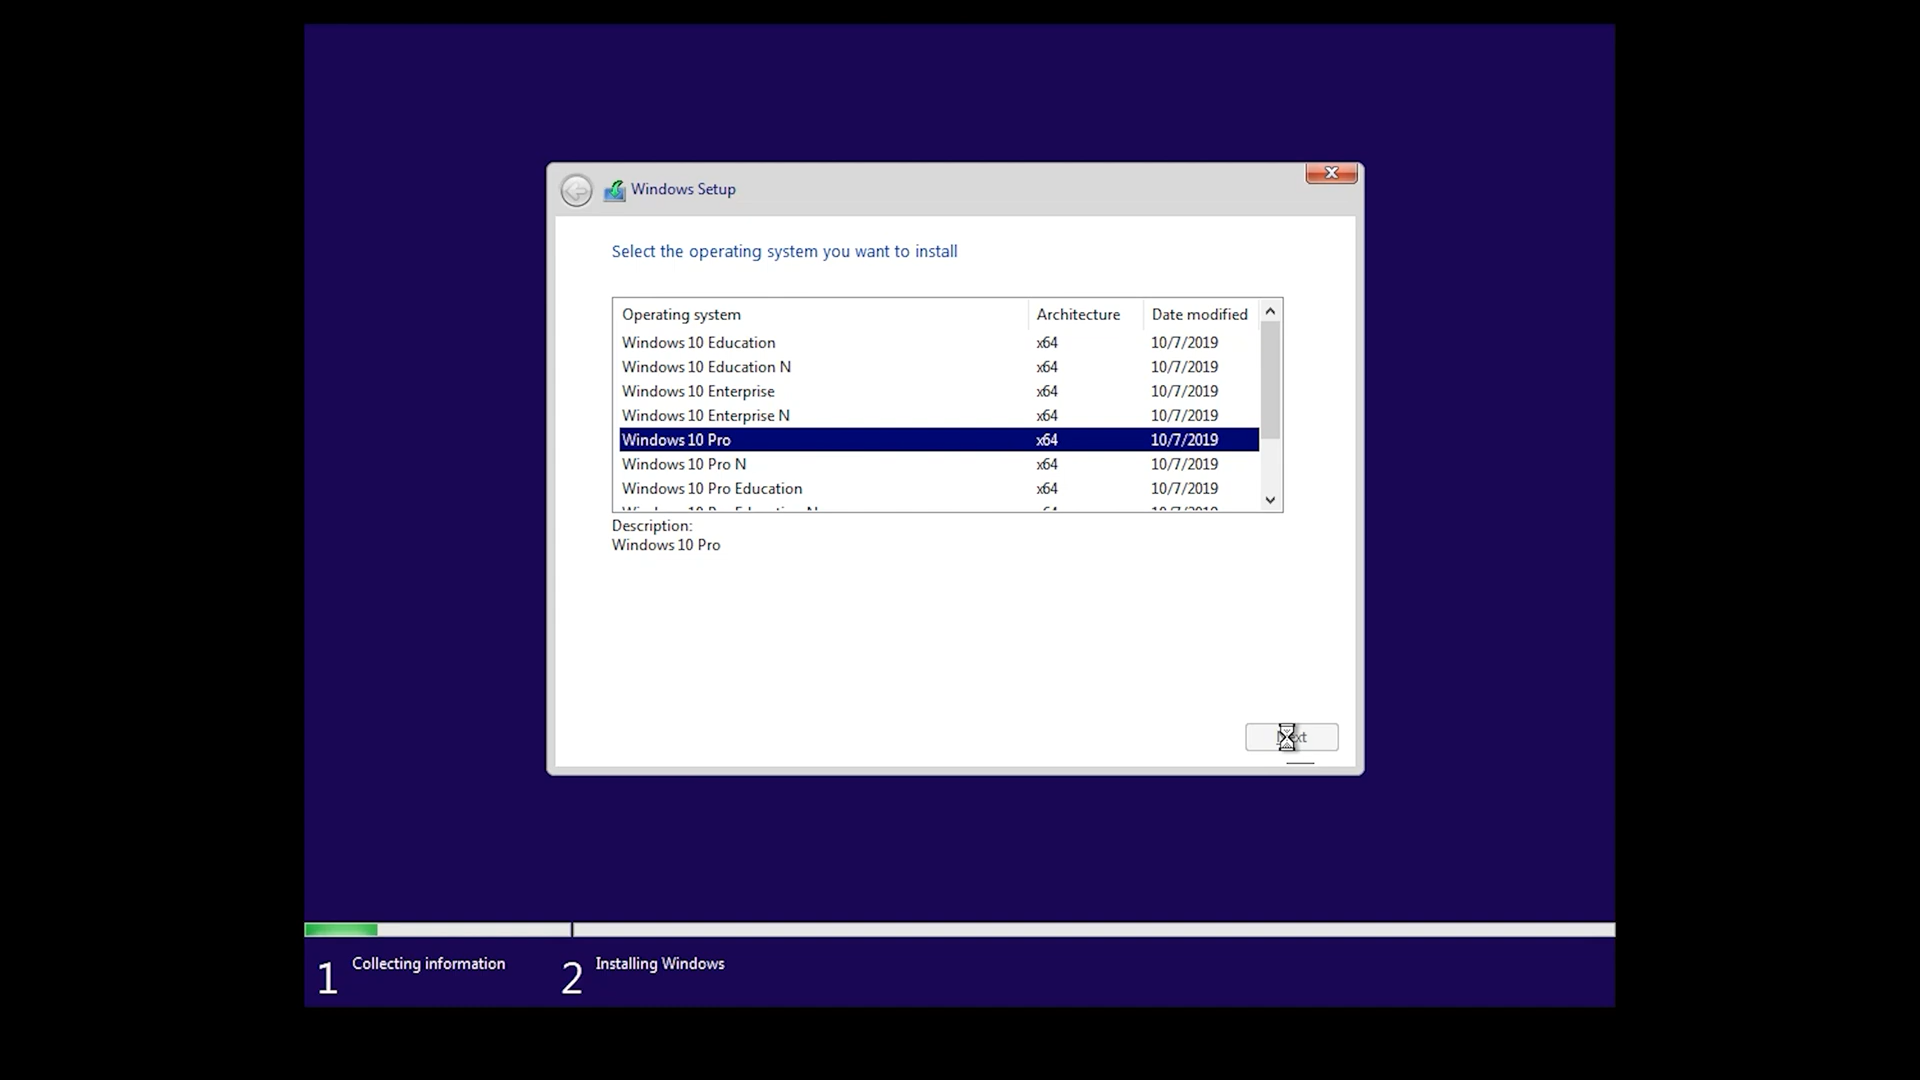 Windows Setup
Select the operating system you want to install
Operating system Architecture Date modified
Windows 10 Education x64 10/7/2019
Windows 10 Education N x64 10/7/2019
Windows 10 Enterprise x64 10/7/2019
Windows 10 Enterprise N x64 10/7/2019
Windows 10 Pro x64 10/7/2019
Windows 10 Pro N x64 10/7/2019
Windows 10 Pro Education x64 10/7/2019
Description:
Windows 10 Pro
1 Collecting information 2 Installing Windows